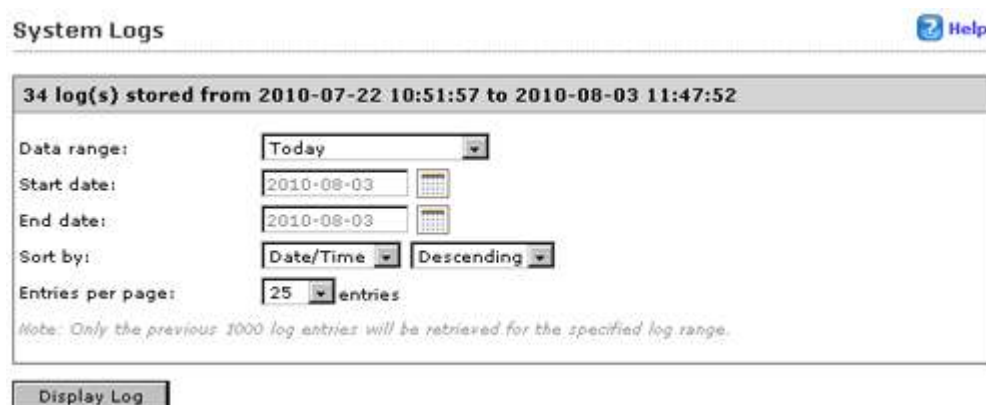 System Logs
Help
34 log(s) stored from 2010-07-22 10:51:57 to 2010-08-03 11:47:52
Data range: Today
Start date: 2010-08-03
End date: 2010-08-03
Sort by: Date/Time Descending
Entries per page: 25 entries
Note: Only the previous 1000 log entries will be retrieved for the specified log range.
Display Log